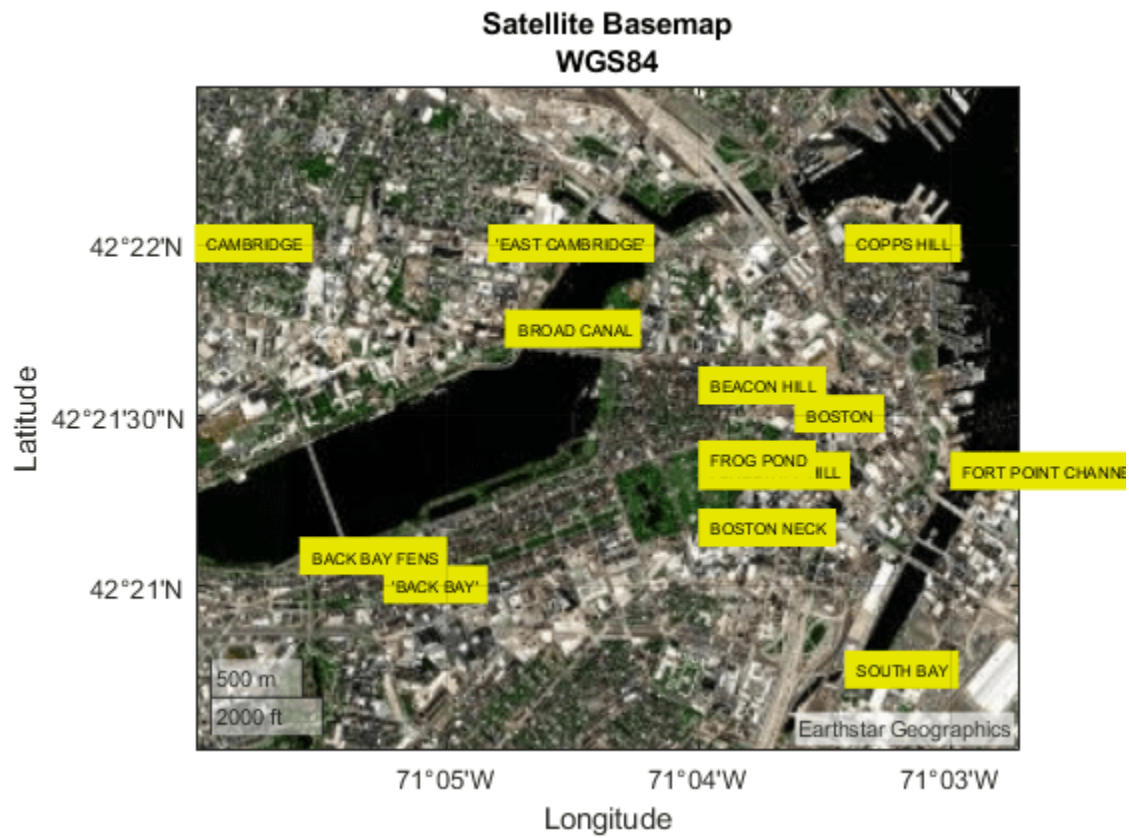 Satellite Basemap
WGS84
Latitude
42°22'N
42°21'30"N
42°21'N
CAMBRIDGE
'EAST CAMBRIDGE'
COPPS HILL
BROAD CANAL
BEACON HILL
BOSTON
FROG POND
HILL
FORT POINT CHANNE
BOSTON NECK
BACK BAY FENS
'BACK BAY'
SOUTH BAY
500 m
2000 ft
Earthstar Geographics
71°05'W 71°04'W 71°03'W
Longitude